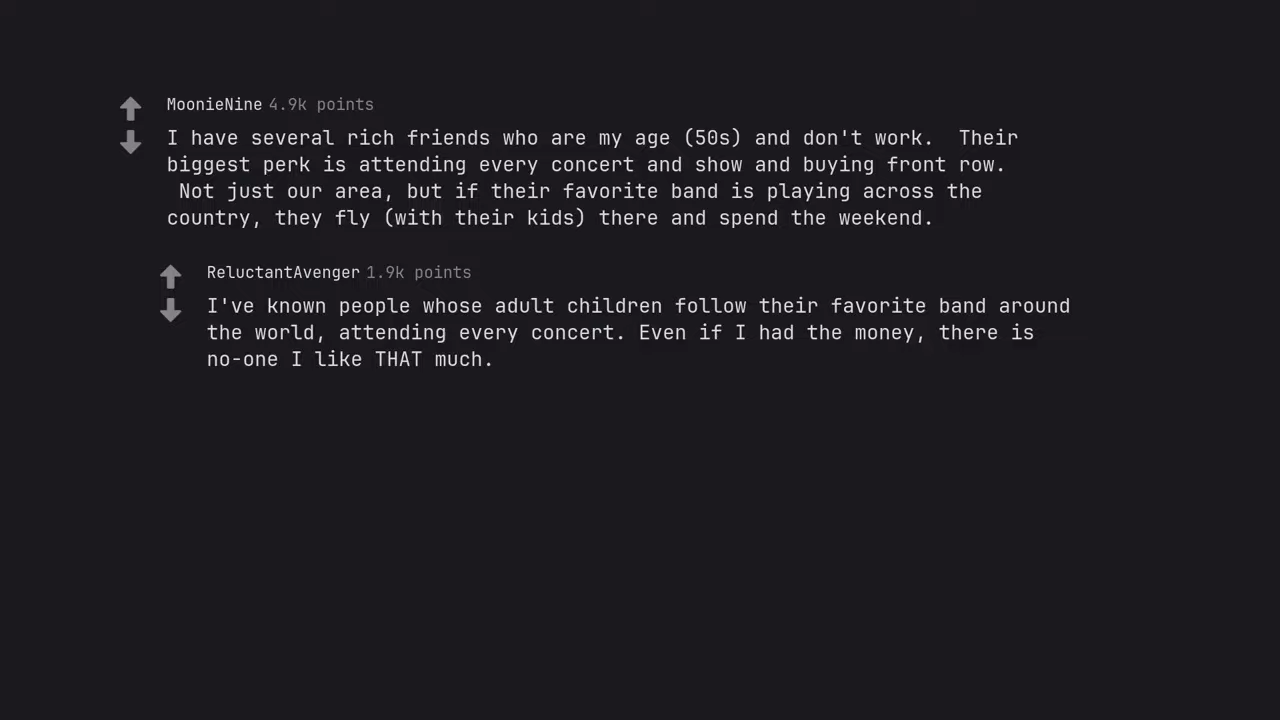 MoonieNine 4.9k points
I have several rich friends who are my age (50s) and don't work.  Their
biggest perk is attending every concert and show and buying front row.
 Not just our area, but if their favorite band is playing across the
country, they fly (with their kids) there and spend the weekend.
ReluctantAvenger 1.9k points
I've known people whose adult children follow their favorite band around
the world, attending every concert. Even if I had the money, there is
no-one I like THAT much.